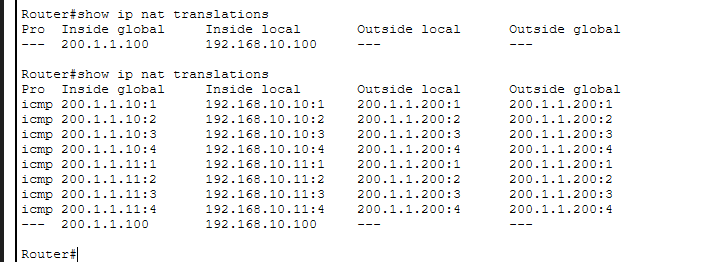 Router#show ip nat translations
Pro  Inside global     Inside local       Outside local      Outside global
---  200.1.1.100       192.168.10.100     ---                ---
Router#show ip nat translations
Pro  Inside global     Inside local       Outside local      Outside global
icmp 200.1.1.10:1      192.168.10.10:1    200.1.1.200:1      200.1.1.200:1
icmp 200.1.1.10:2      192.168.10.10:2    200.1.1.200:2      200.1.1.200:2
icmp 200.1.1.10:3      192.168.10.10:3    200.1.1.200:3      200.1.1.200:3
icmp 200.1.1.10:4      192.168.10.10:4    200.1.1.200:4      200.1.1.200:4
icmp 200.1.1.11:1      192.168.10.11:1    200.1.1.200:1      200.1.1.200:1
icmp 200.1.1.11:2      192.168.10.11:2    200.1.1.200:2      200.1.1.200:2
icmp 200.1.1.11:3      192.168.10.11:3    200.1.1.200:3      200.1.1.200:3
icmp 200.1.1.11:4      192.168.10.11:4    200.1.1.200:4      200.1.1.200:4
---  200.1.1.100       192.168.10.100     ---                ---
Router#